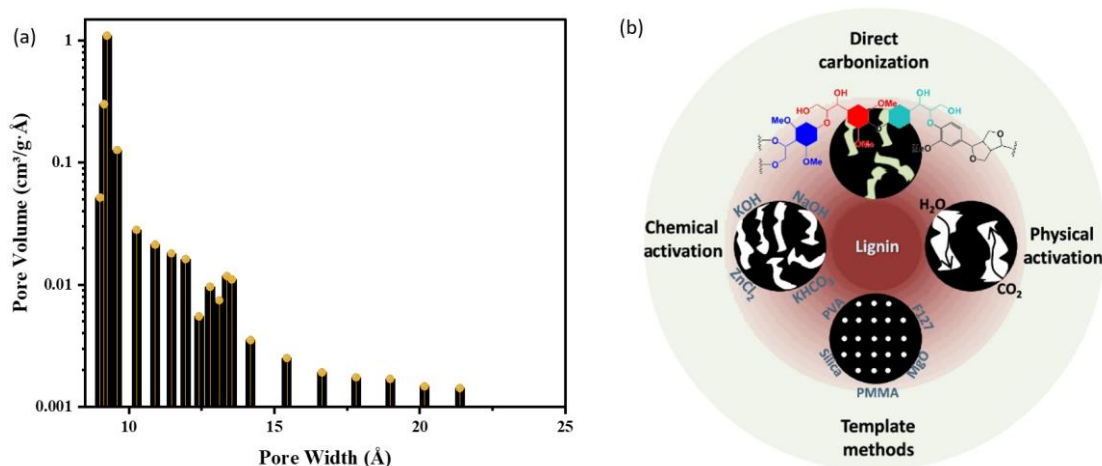 (a)
1
0.1
0.01
0.001
10
15
20
25
Pore Volume (cm³/g·Å)
Pore Width (Å)
(b)
Direct
carbonization
OH
HO
OMe
OH
OH
MeO
O
O
O
OMe
O
OMe
MeO
O
O
Chemical
activation
KOH
NaOH
ZnCl₂
KHCO₃
Lignin
H₂O
CO₂
Physical
activation
PVA
F127
Silica
MgO
PMMA
Template
methods